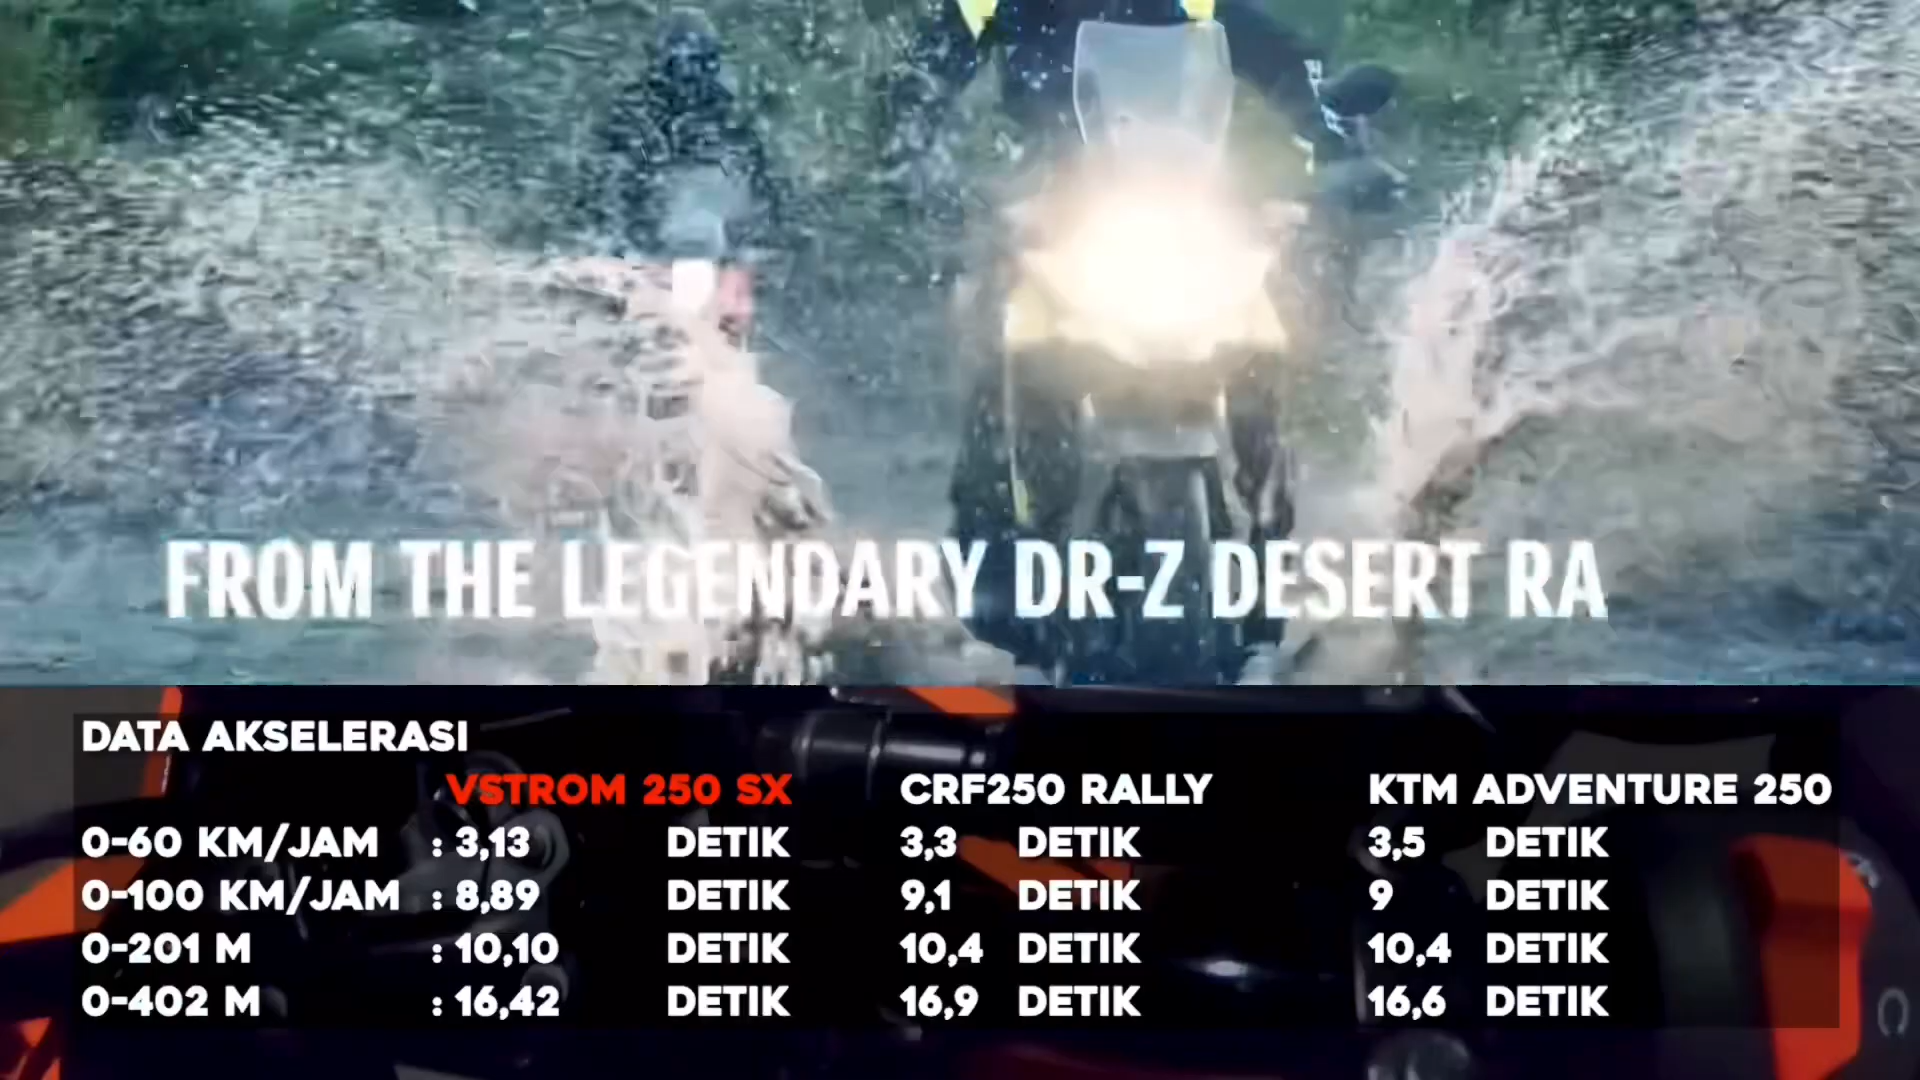 FROM THE LEGENDARY DR-Z DESERT RA
DATA AKSELERASI
VSTROM 250 SX CRF250 RALLY KTM ADVENTURE 250
0-60 KM/JAM : 3,13 DETIK 3,3 DETIK 3,5 DETIK
0-100 KM/JAM : 8,89 DETIK 9,1 DETIK 9 DETIK
0-201 M : 10,10 DETIK 10,4 DETIK 10,4 DETIK
0-402 M : 16,42 DETIK 16,9 DETIK 16,6 DETIK